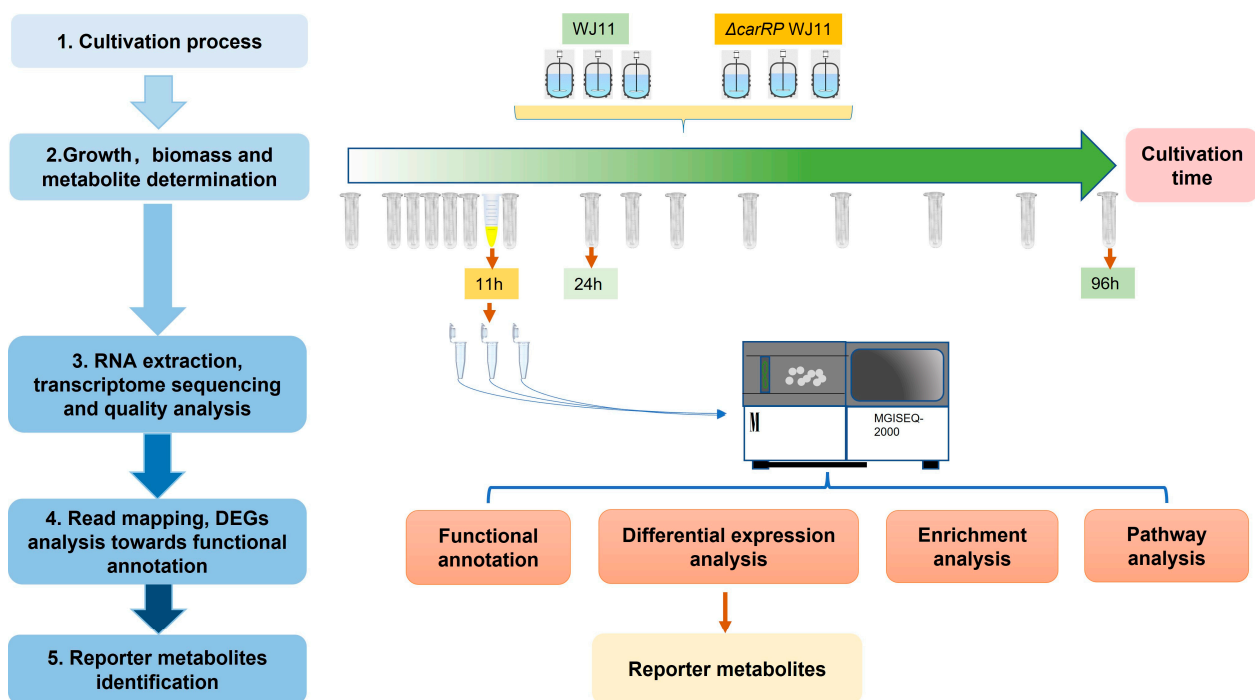 1. Cultivation process
WJ11
ΔcarRP WJ11
2.Growth, biomass and
metabolite determination
Cultivation
time
11h
24h
96h
3. RNA extraction,
transcriptome sequencing
and quality analysis
M
MGISEQ-
2000
4. Read mapping, DEGs
analysis towards functional
annotation
Functional
annotation
Differential expression
analysis
Enrichment
analysis
Pathway
analysis
5. Reporter metabolites
identification
Reporter metabolites